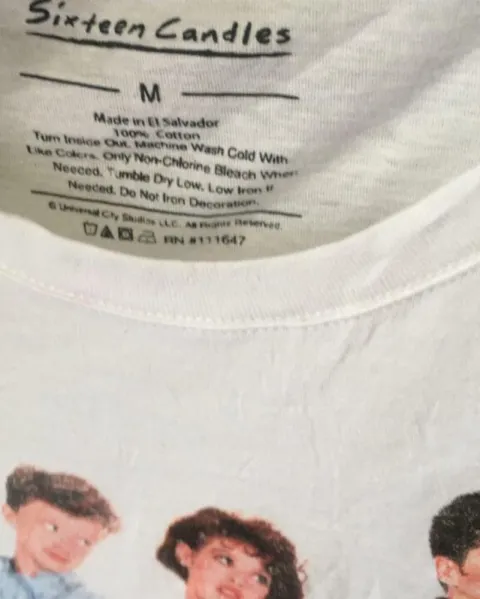 Sixteen Candles
M
Made in El Salvador
100% Cotton
Turn Inside Out. Machine Wash Cold With
Like Colors. Only Non-Chlorine Bleach When
Needed. Tumble Dry Low. Low Iron If
Needed. Do Not Iron Decoration.
© Universal City Studios LLC. All Rights Reserved.
RN #111647